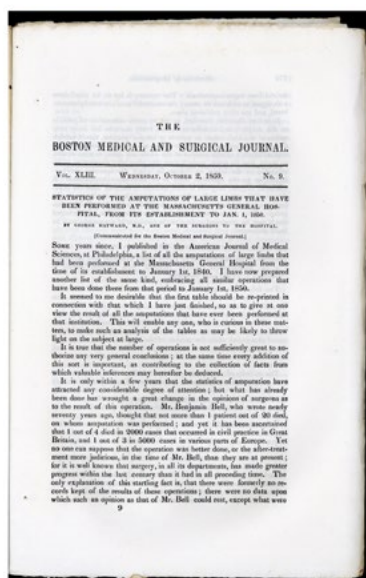 THE
BOSTON MEDICAL AND SURGICAL JOURNAL.
VOL. XLIII. WEDNESDAY, OCTOBER 2, 1850. No. 9.
STATISTICS OF THE AMPUTATIONS OF LARGE LIMBS THAT HAVE
BEEN PERFORMED AT THE MASSACHUSETTS GENERAL HOS-
PITAL, FROM ITS ESTABLISHMENT TO JAN. 1, 1850.
BY GEORGE HAYWARD, M.D., ONE OF THE SURGEONS TO THE HOSPITAL.
[Communicated for the Boston Medical and Surgical Journal.]
SOME years since, I published in the American Journal of Medical
Sciences, at Philadelphia, a list of all the amputations of large limbs that
had been performed at the Massachusetts General Hospital from the
time of its establishment to January 1st, 1840. I have now prepared
another list of the same kind, embracing all similar operations that
have been done there from that period to January 1st, 1850.
It seemed to me desirable that the first table should be re-printed in
connection with that which I have just finished, so as to give at one
view the result of all the amputations that have ever been performed at
that institution. This will enable any one, who is curious in these mat-
ters, to make such an analysis of the tables as may be likely to throw
light on the subject at large.
It is true that the number of operations is not sufficiently great to au-
thorize any very general conclusions; at the same time every addition of
this sort is important, as contributing to the collection of facts from
which valuable inferences may hereafter be deduced.
It is only within a few years that the statistics of amputation have
attracted any considerable degree of attention; but what has already
been done has wrought a great change in the opinions of surgeons as
to the result of this operation. Mr. Benjamin Bell, who wrote nearly
seventy years ago, thought that not more than 1 patient out of 20 died,
on whom amputation was performed; and yet it has been ascertained
that 1 out of 4 died in 2000 cases that occurred in civil practice in Great
Britain, and 1 out of 3 in 5000 cases in various parts of Europe. Yet
no one can suppose that the operation was better done, or the after-treat-
ment more judicious, in the time of Mr. Bell, than they are at present;
for it is well known that surgery, in all its departments, has made greater
progress within the last century than it had in all preceding time. The
only explanation of this startling fact is, that there were formerly no re-
cords kept of the results of these operations; there were no data upon
which such an opinion as that of Mr. Bell could rest, except what were
9